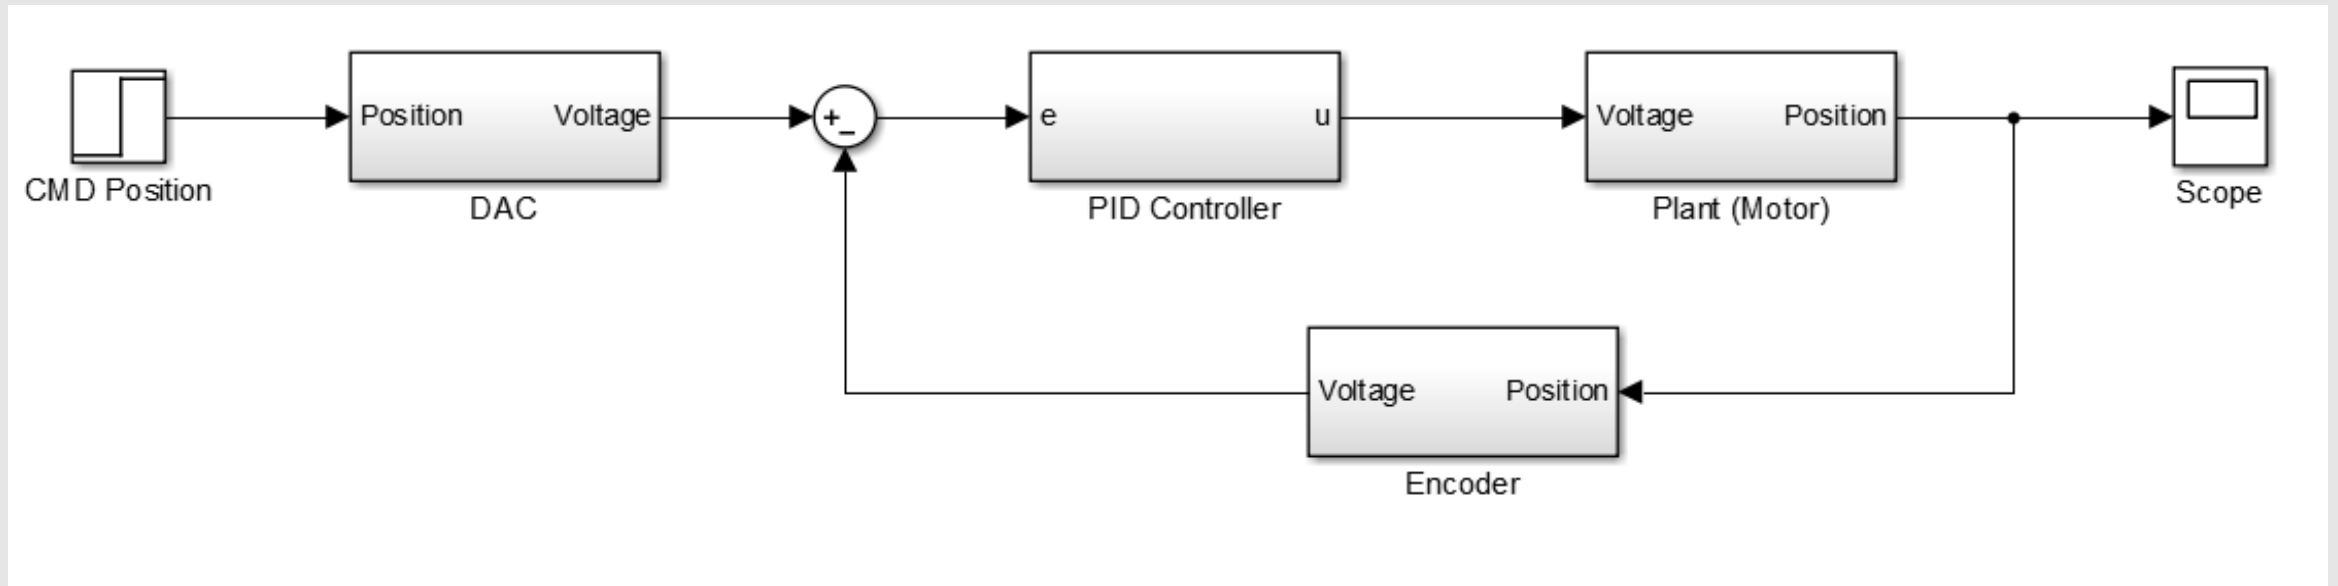 Position Voltage
+
−
e u
Voltage Position
CMD Position
DAC
PID Controller
Plant (Motor)
Scope
Voltage Position
Encoder